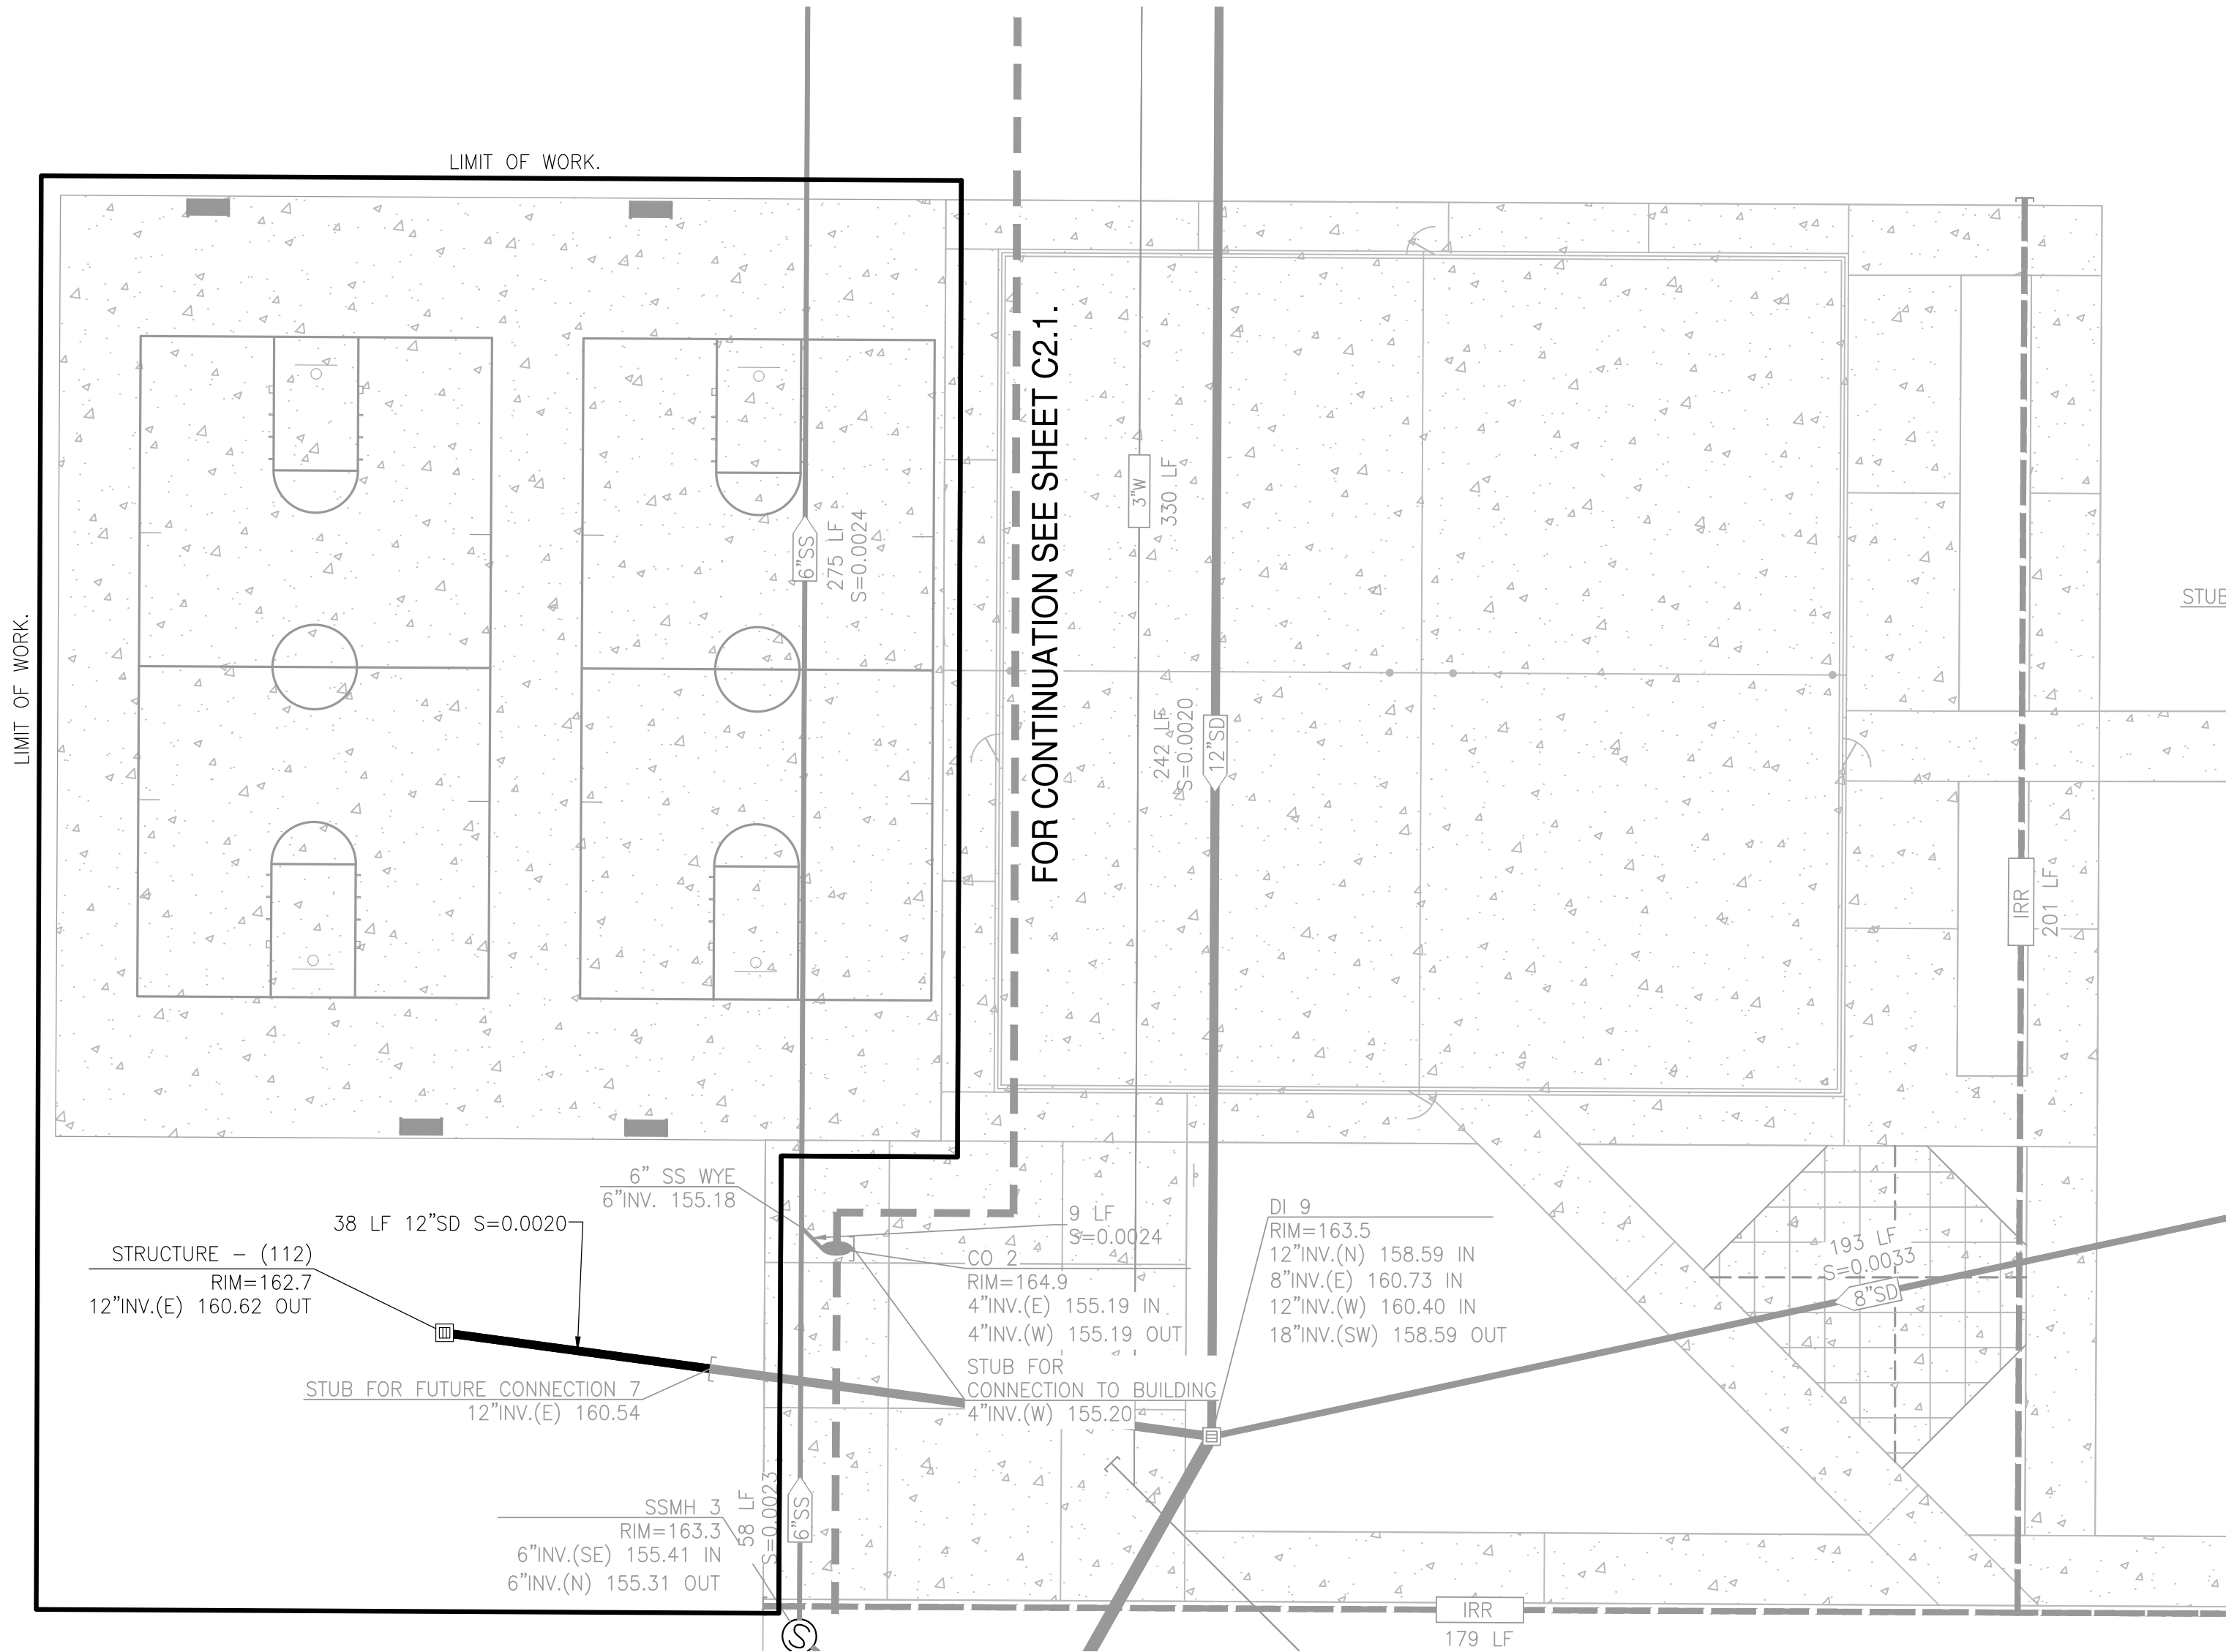 LIMIT OF WORK.
LIMIT OF WORK.
FOR CONTINUATION SEE SHEET C2.1.
6"SS
275 LF
S=0.0024
3"W
330 LF
242 LF
S=0.0020
12"SD
IRR
201 LF
6" SS WYE
6"INV. 155.18
38 LF 12"SD S=0.0020
STRUCTURE - (112)
RIM=162.7
12"INV.(E) 160.62 OUT
STUB FOR FUTURE CONNECTION 7
12"INV.(E) 160.54
9 LF
S=0.0024
CO 2
RIM=164.9
4"INV.(E) 155.19 IN
4"INV.(W) 155.19 OUT
STUB FOR
CONNECTION TO BUILDING
4"INV.(W) 155.20
DI 9
RIM=163.5
12"INV.(N) 158.59 IN
8"INV.(E) 160.73 IN
12"INV.(W) 160.40 IN
18"INV.(SW) 158.59 OUT
193 LF
S=0.0033
8"SD
SSMH 3
RIM=163.3
6"INV.(SE) 155.41 IN
6"INV.(N) 155.31 OUT
58 LF
S=0.0023
6"SS
S
IRR
179 LF
STUB